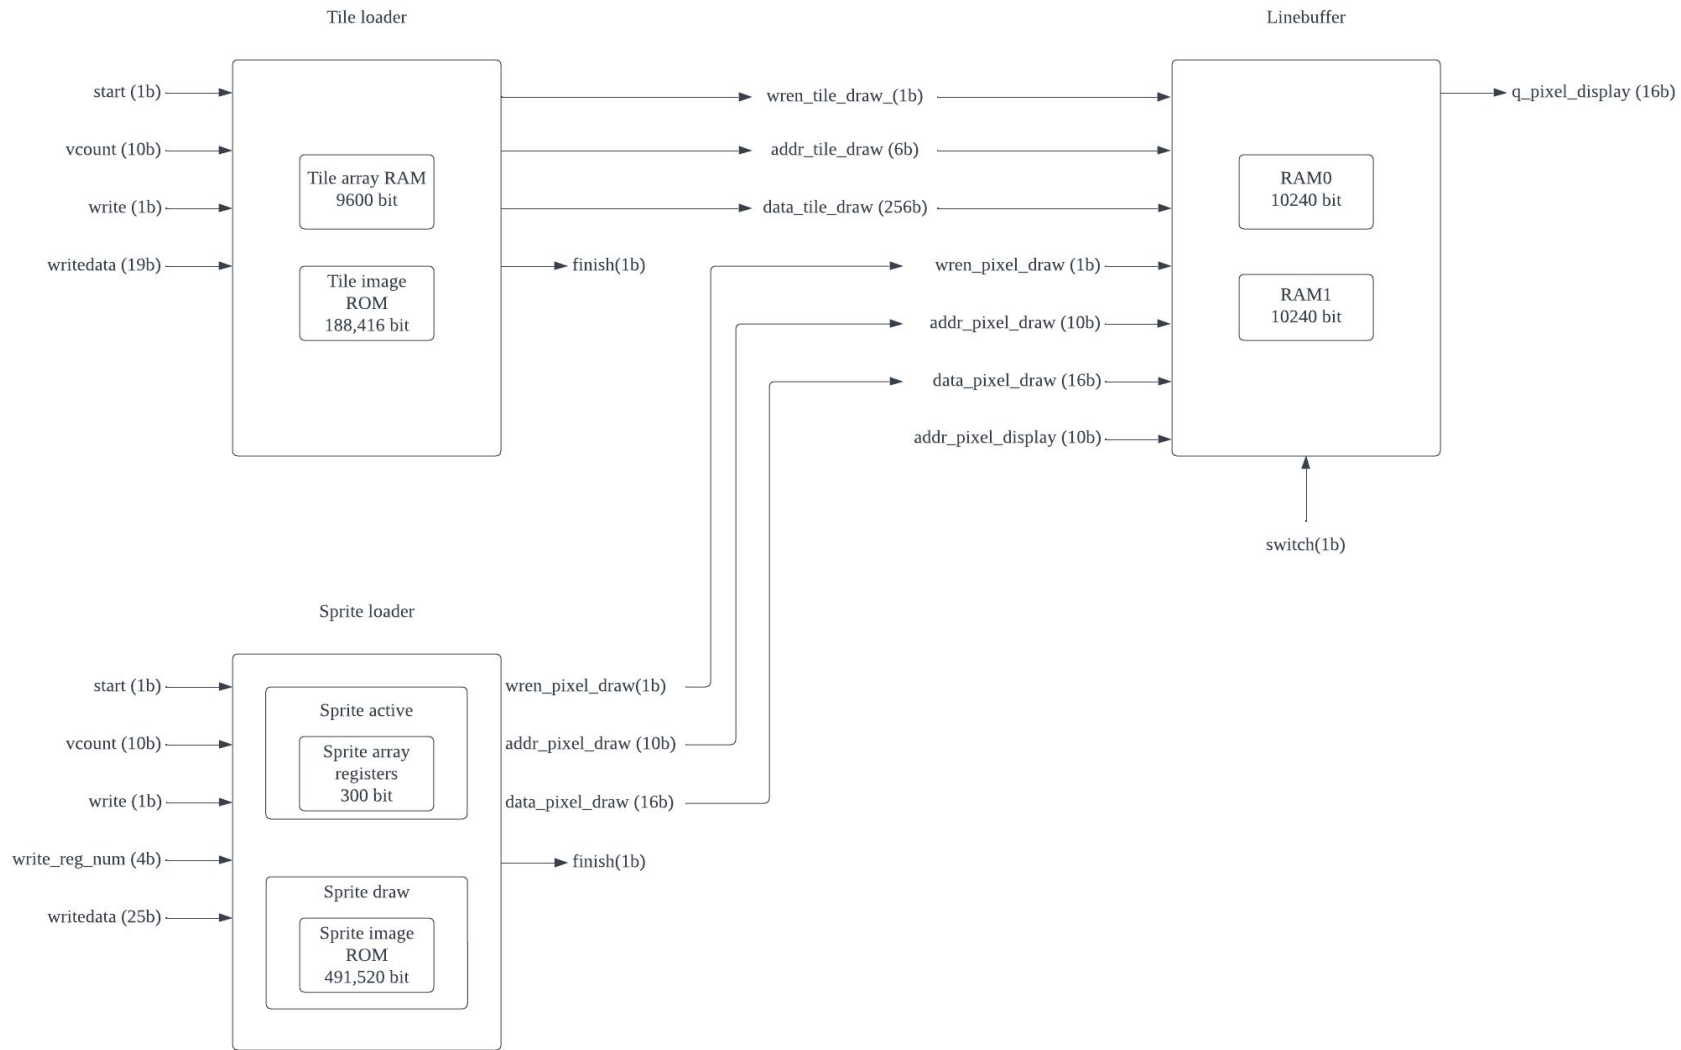 Tile loader
Linebuffer
start (1b)
vcount (10b)
write (1b)
writedata (19b)
Tile array RAM
9600 bit
Tile image
ROM
188,416 bit
wren_tile_draw_(1b)
addr_tile_draw (6b)
data_tile_draw (256b)
finish(1b)
wren_pixel_draw (1b)
addr_pixel_draw (10b)
data_pixel_draw (16b)
addr_pixel_display (10b)
RAM0
10240 bit
RAM1
10240 bit
q_pixel_display (16b)
switch(1b)
Sprite loader
start (1b)
vcount (10b)
write (1b)
write_reg_num (4b)
writedata (25b)
Sprite active
Sprite array
registers
300 bit
Sprite draw
Sprite image
ROM
491,520 bit
wren_pixel_draw(1b)
addr_pixel_draw (10b)
data_pixel_draw (16b)
finish(1b)